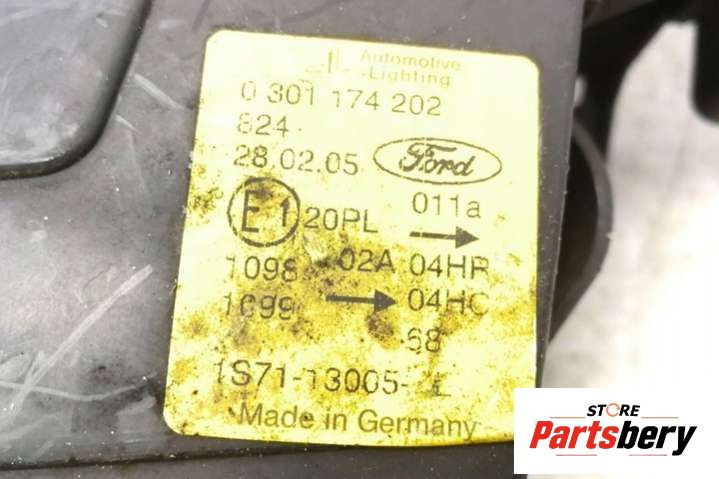 Automotive
Lighting
0 301 174 202
824
28.02.05 Ford
E1 20PL 011a
1098 02A 04HR
1699 04HC
68
1S71-13005-
Made in Germany
STORE
Partsbery